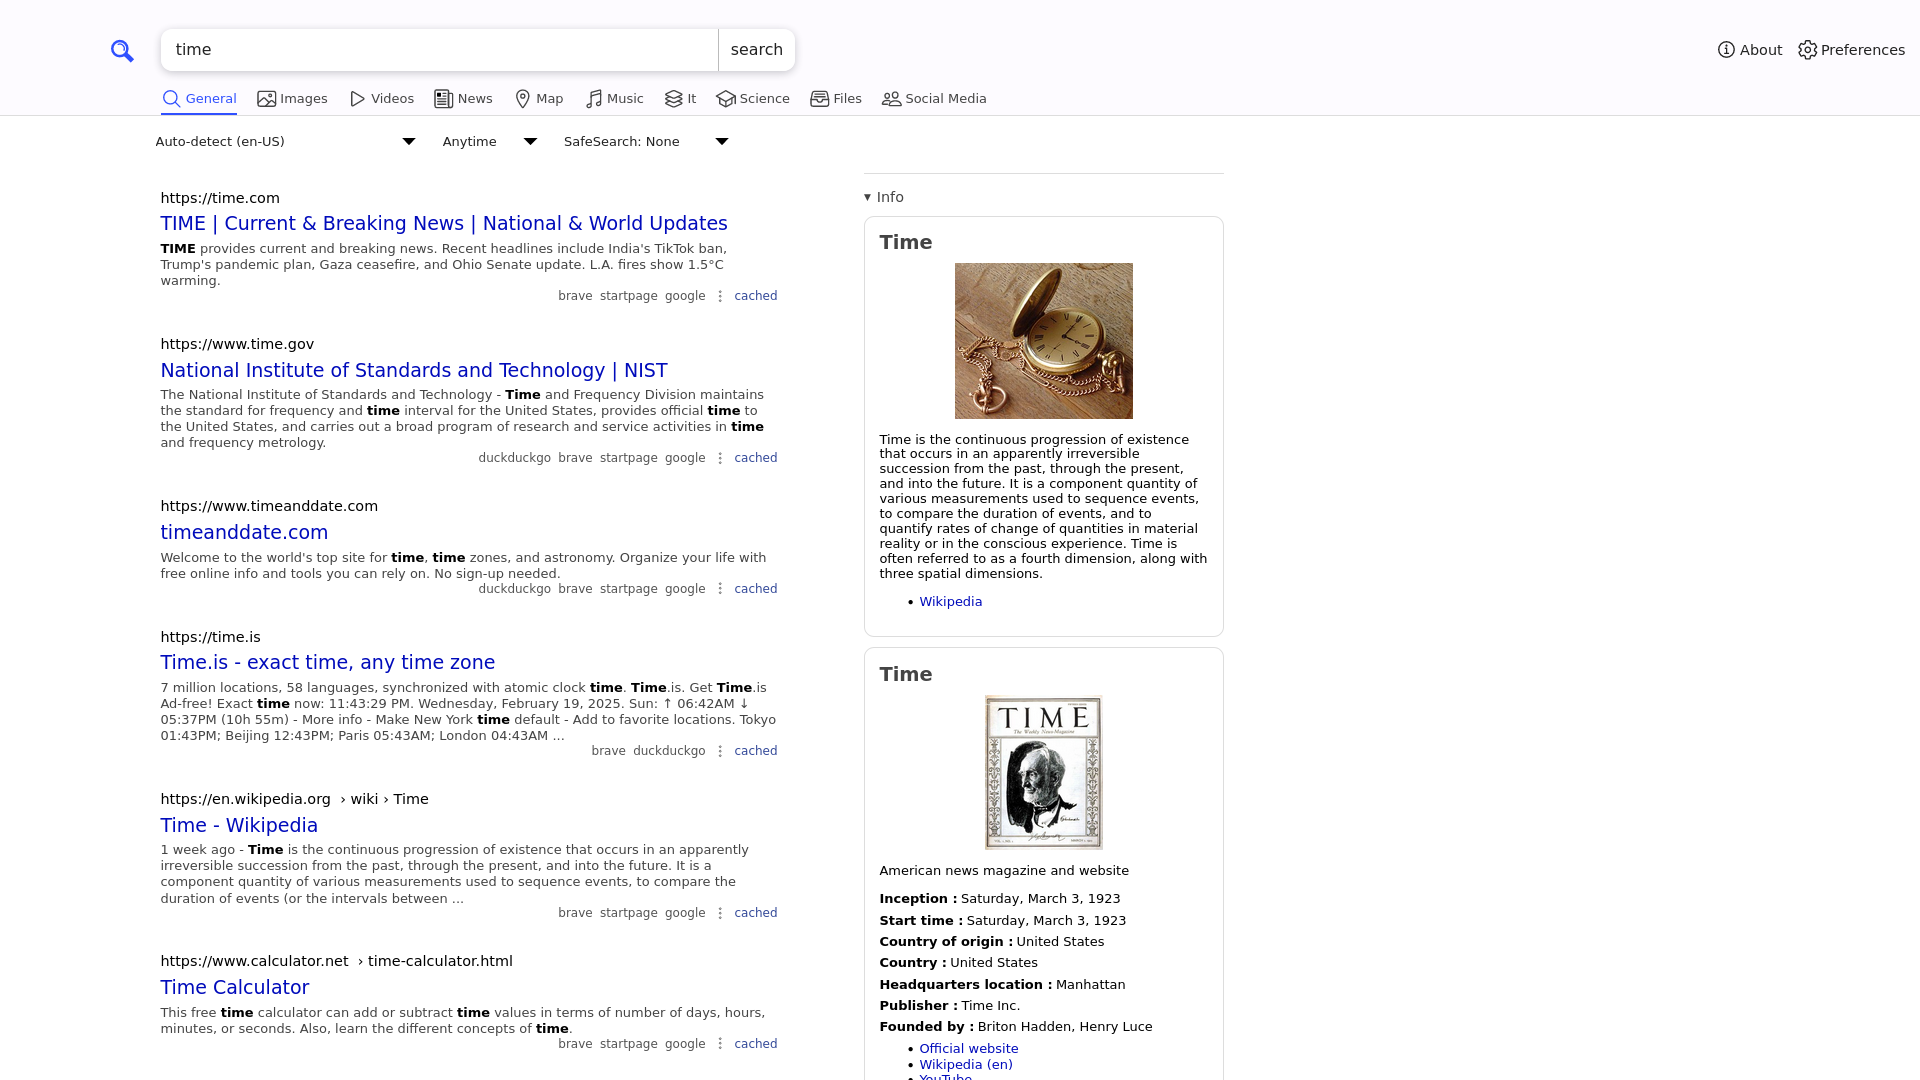 time
search
About
Preferences
General
Images
Videos
News
Map
Music
It
Science
Files
Social Media
Auto-detect (en-US)
Anytime
SafeSearch: None
https://time.com
TIME | Current & Breaking News | National & World Updates
TIME provides current and breaking news. Recent headlines include India's TikTok ban,
Trump's pandemic plan, Gaza ceasefire, and Ohio Senate update. L.A. fires show 1.5°C
warming.
brave startpage google ⋮ cached
https://www.time.gov
National Institute of Standards and Technology | NIST
The National Institute of Standards and Technology - Time and Frequency Division maintains
the standard for frequency and time interval for the United States, provides official time to
the United States, and carries out a broad program of research and service activities in time
and frequency metrology.
duckduckgo brave startpage google ⋮ cached
https://www.timeanddate.com
timeanddate.com
Welcome to the world's top site for time, time zones, and astronomy. Organize your life with
free online info and tools you can rely on. No sign-up needed.
duckduckgo brave startpage google ⋮ cached
https://time.is
Time.is - exact time, any time zone
7 million locations, 58 languages, synchronized with atomic clock time. Time.is. Get Time.is
Ad-free! Exact time now: 11:43:29 PM. Wednesday, February 19, 2025. Sun: ↑ 06:42AM ↓
05:37PM (10h 55m) - More info - Make New York time default - Add to favorite locations. Tokyo
01:43PM; Beijing 12:43PM; Paris 05:43AM; London 04:43AM ...
brave duckduckgo ⋮ cached
https://en.wikipedia.org › wiki › Time
Time - Wikipedia
1 week ago - Time is the continuous progression of existence that occurs in an apparently
irreversible succession from the past, through the present, and into the future. It is a
component quantity of various measurements used to sequence events, to compare the
duration of events (or the intervals between ...
brave startpage google ⋮ cached
https://www.calculator.net › time-calculator.html
Time Calculator
This free time calculator can add or subtract time values in terms of number of days, hours,
minutes, or seconds. Also, learn the different concepts of time.
brave startpage google ⋮ cached
▾ Info
Time
Time is the continuous progression of existence
that occurs in an apparently irreversible
succession from the past, through the present,
and into the future. It is a component quantity of
various measurements used to sequence events,
to compare the duration of events, and to
quantify rates of change of quantities in material
reality or in the conscious experience. Time is
often referred to as a fourth dimension, along with
three spatial dimensions.
• Wikipedia
Time
TIME
The Weekly News-Magazine
American news magazine and website
Inception : Saturday, March 3, 1923
Start time : Saturday, March 3, 1923
Country of origin : United States
Country : United States
Headquarters location : Manhattan
Publisher : Time Inc.
Founded by : Briton Hadden, Henry Luce
• Official website
• Wikipedia (en)
• YouTube